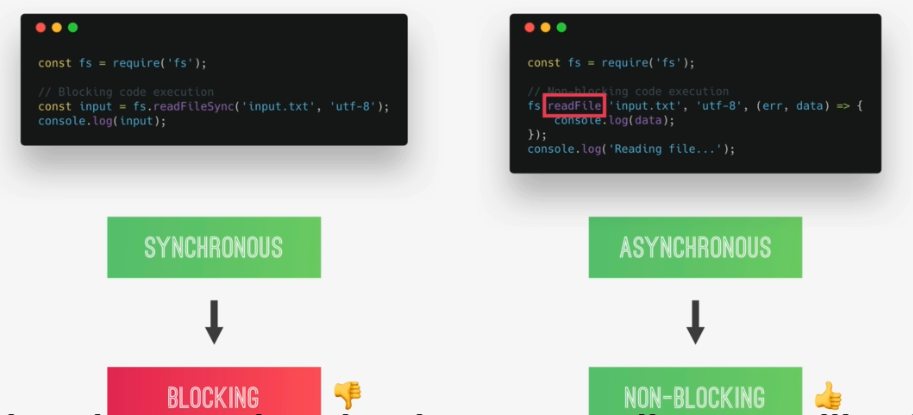 const fs = require('fs');
// Blocking code execution
const input = fs.readFileSync('input.txt', 'utf-8');
console.log(input);
const fs = require('fs');
// Non-blocking code execution
fs readFile 'input.txt', 'utf-8', (err, data) => {
console.log(data);
});
console.log('Reading file...');
SYNCHRONOUS
ASYNCHRONOUS
BLOCKING
NON-BLOCKING